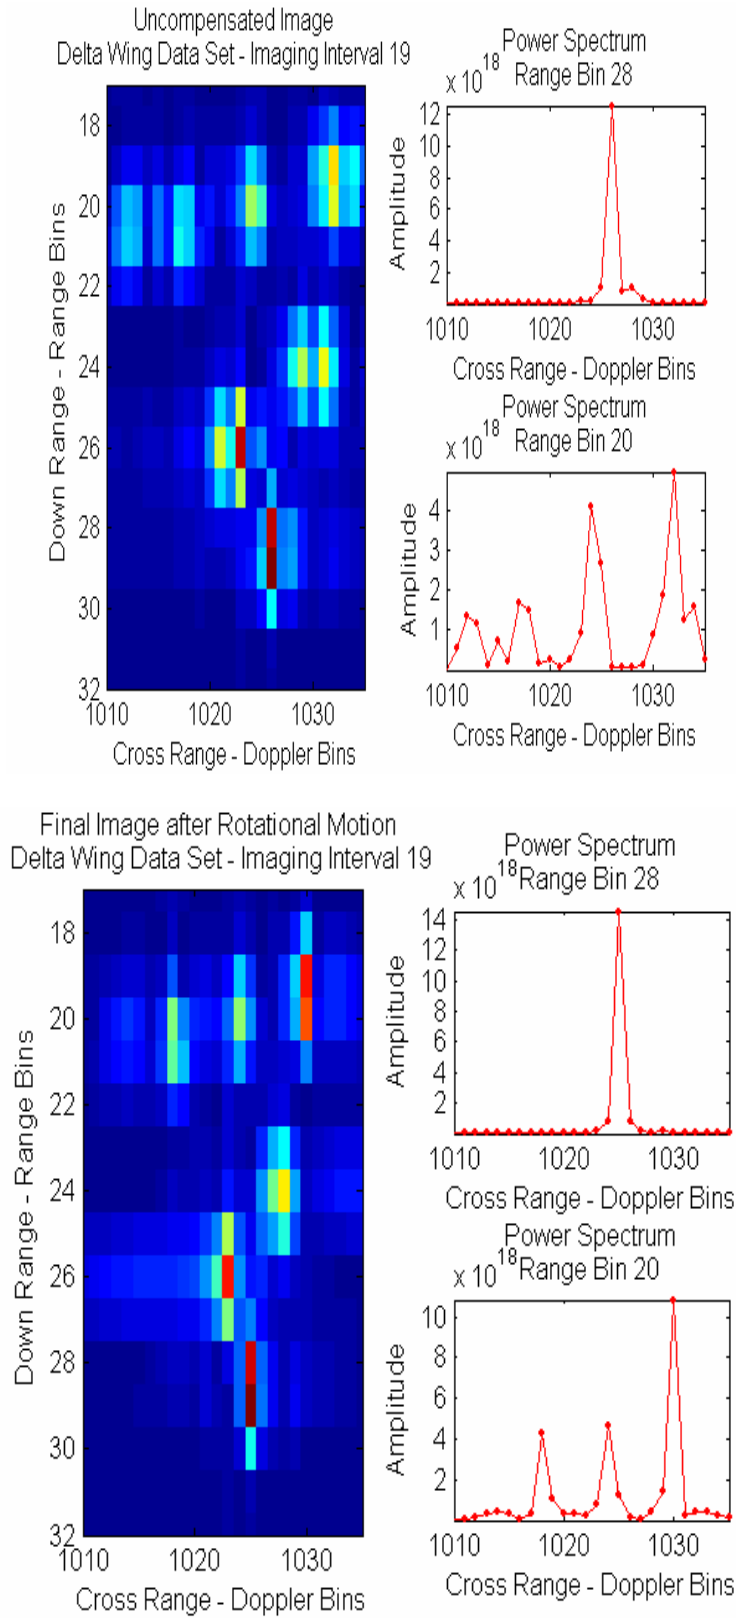 Uncompensated Image
Delta Wing Data Set - Imaging Interval 19
18
20
22
24
26
28
30
32
Down Range - Range Bins
1010 1020 1030
Cross Range - Doppler Bins
Power Spectrum
x 10^18 Range Bin 28
12
10
8
6
4
2
Amplitude
1010 1020 1030
Cross Range - Doppler Bins
Power Spectrum
x 10^18 Range Bin 20
4
3
2
1
Amplitude
1010 1020 1030
Cross Range - Doppler Bins
Final Image after Rotational Motion
Delta Wing Data Set - Imaging Interval 19
18
20
22
24
26
28
30
32
Down Range - Range Bins
1010 1020 1030
Cross Range - Doppler Bins
Power Spectrum
x 10^18 Range Bin 28
14
12
10
8
6
4
2
Amplitude
1010 1020 1030
Cross Range - Doppler Bins
Power Spectrum
x 10^18 Range Bin 20
10
8
6
4
2
Amplitude
1010 1020 1030
Cross Range - Doppler Bins